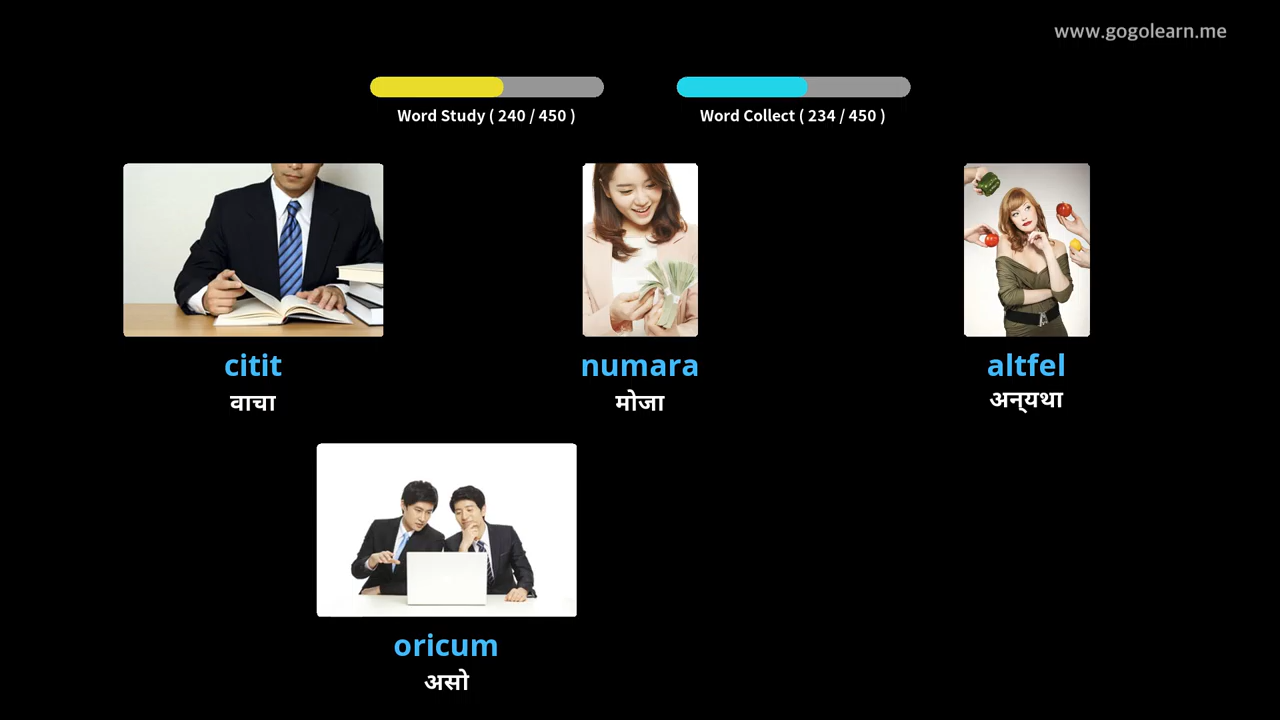 www.gogolearn.me
Word Study ( 240 / 450 )
Word Collect ( 234 / 450 )
citit
वाचा
numara
मोजा
altfel
अन्‌यथा
oricum
असो